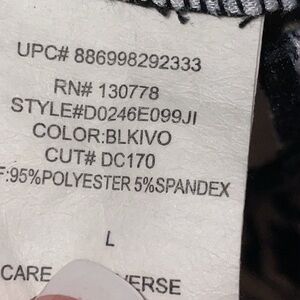 UPC# 886998292333
RN# 130778
STYLE#D0246E099JI
COLOR:BLKIVO
CUT# DC170
F:95%POLYESTER 5%SPANDEX
L
CARE VERSE